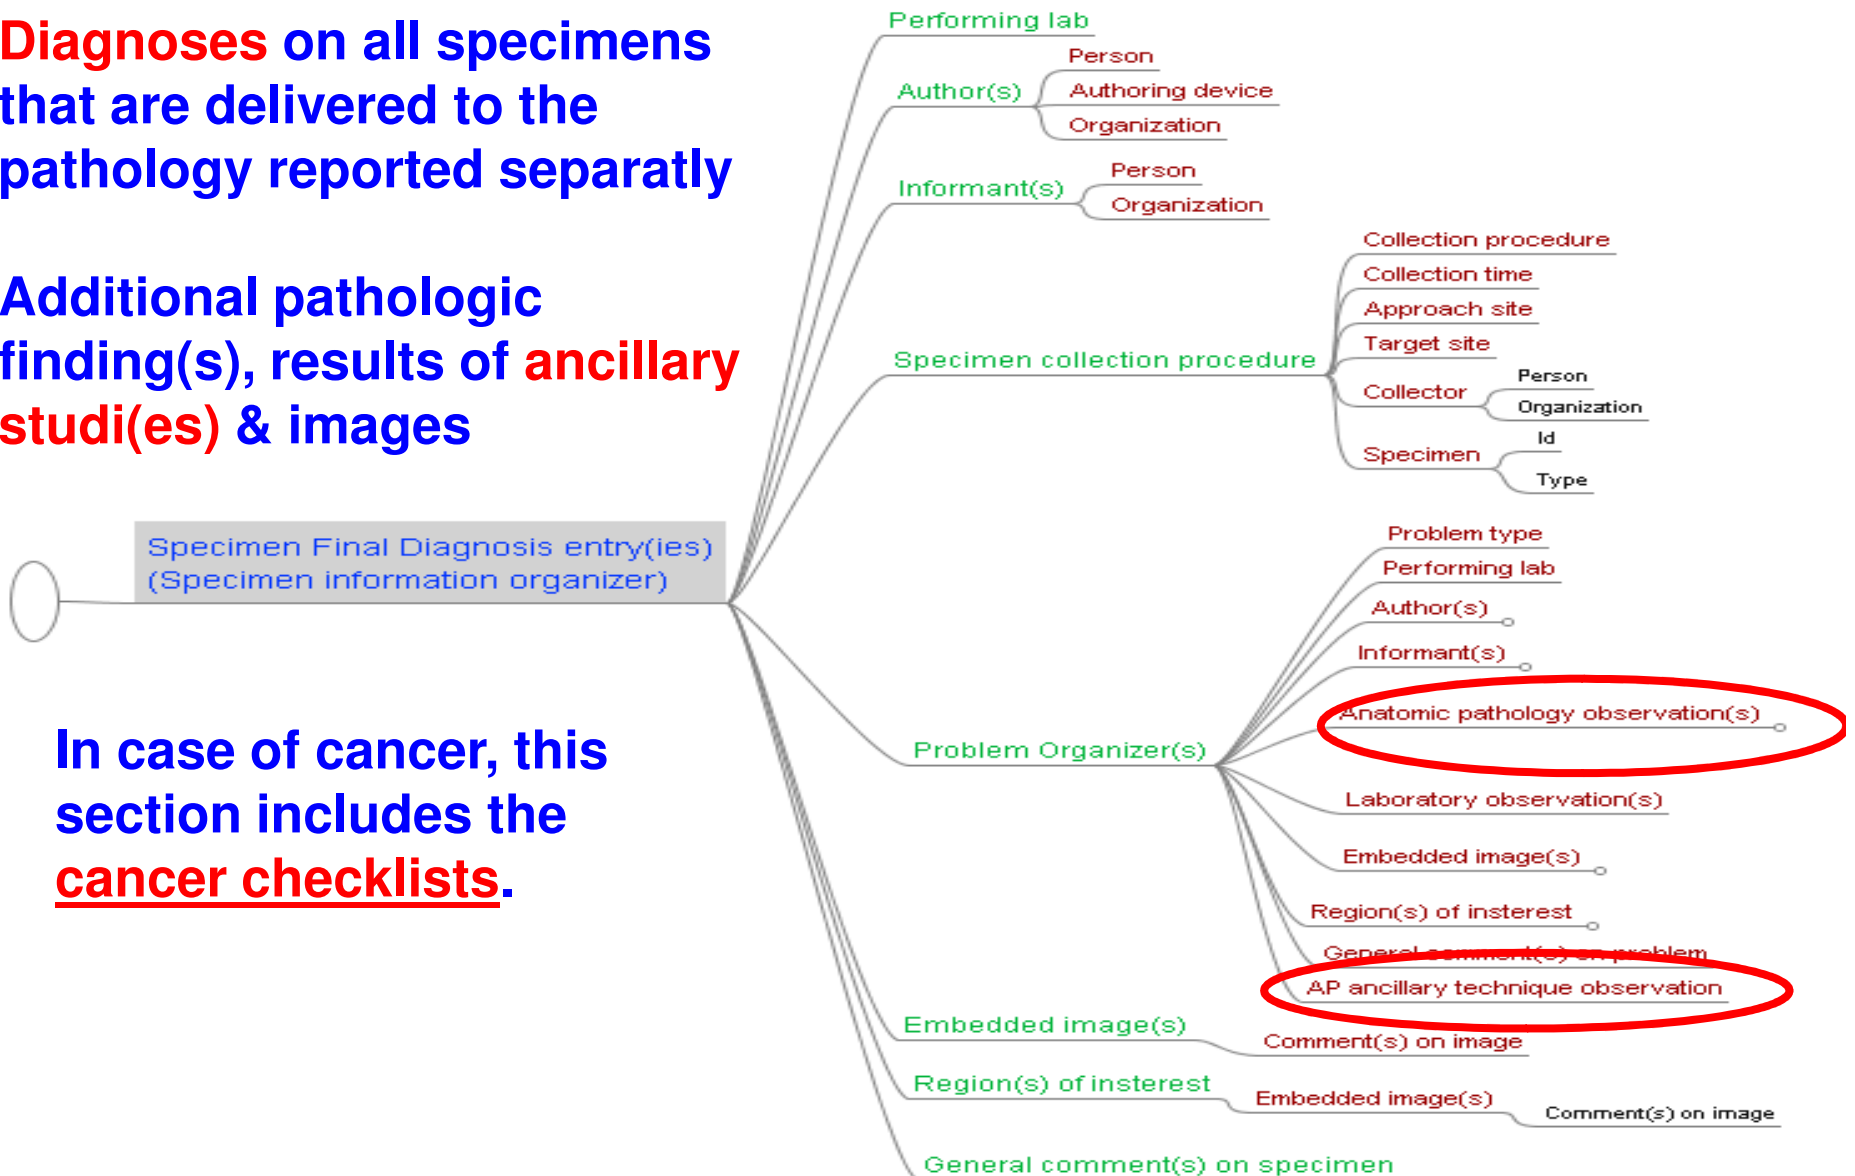 Diagnoses on all specimens
that are delivered to the
pathology reported separatly
Additional pathologic
finding(s), results of ancillary
studi(es) & images
Specimen Final Diagnosis entry(ies)
(Specimen information organizer)
In case of cancer, this
section includes the
cancer checklists.
Performing lab
Author(s)
Person
Authoring device
Organization
Informant(s)
Person
Organization
Specimen collection procedure
Collection procedure
Collection time
Approach site
Target site
Collector
Person
Organization
Specimen
Id
Type
Problem Organizer(s)
Problem type
Performing lab
Author(s)
Informant(s)
Anatomic pathology observation(s)
Laboratory observation(s)
Embedded image(s)
Region(s) of insterest
General comment(s) on problem
AP ancillary technique observation
Embedded image(s)
Comment(s) on image
Region(s) of insterest
Embedded image(s)
Comment(s) on image
General comment(s) on specimen